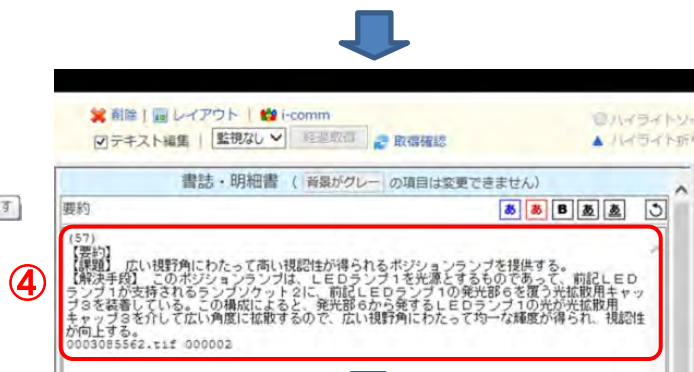 削除 | レイアウト | i-comm
ハイライト
テキスト編集 | 監視なし 経過取得 取得確認
ハイライト
書誌・明細書 ( 背景がグレー の項目は変更できません)
す
要約
あ あ B あ あ
④
(57)
【要約】
【課題】 広い視野角にわたって高い視認性が得られるポジションランプを提供する。
【解決手段】 このポジションランプは、LEDランプ1を光源とするものであって、前記LED
ランプ1が支持されるランプソケット2に、前記LEDランプ1の発光部6を覆う光拡散用キャッ
プ3を装着している。この構成によると、発光部6から発するLEDランプ1の光が光拡散用
キャップ3を介して広い角度に拡散するので、広い視野角にわたって均一な輝度が得られ、視認性
が向上する。
0003085562.tif 000002